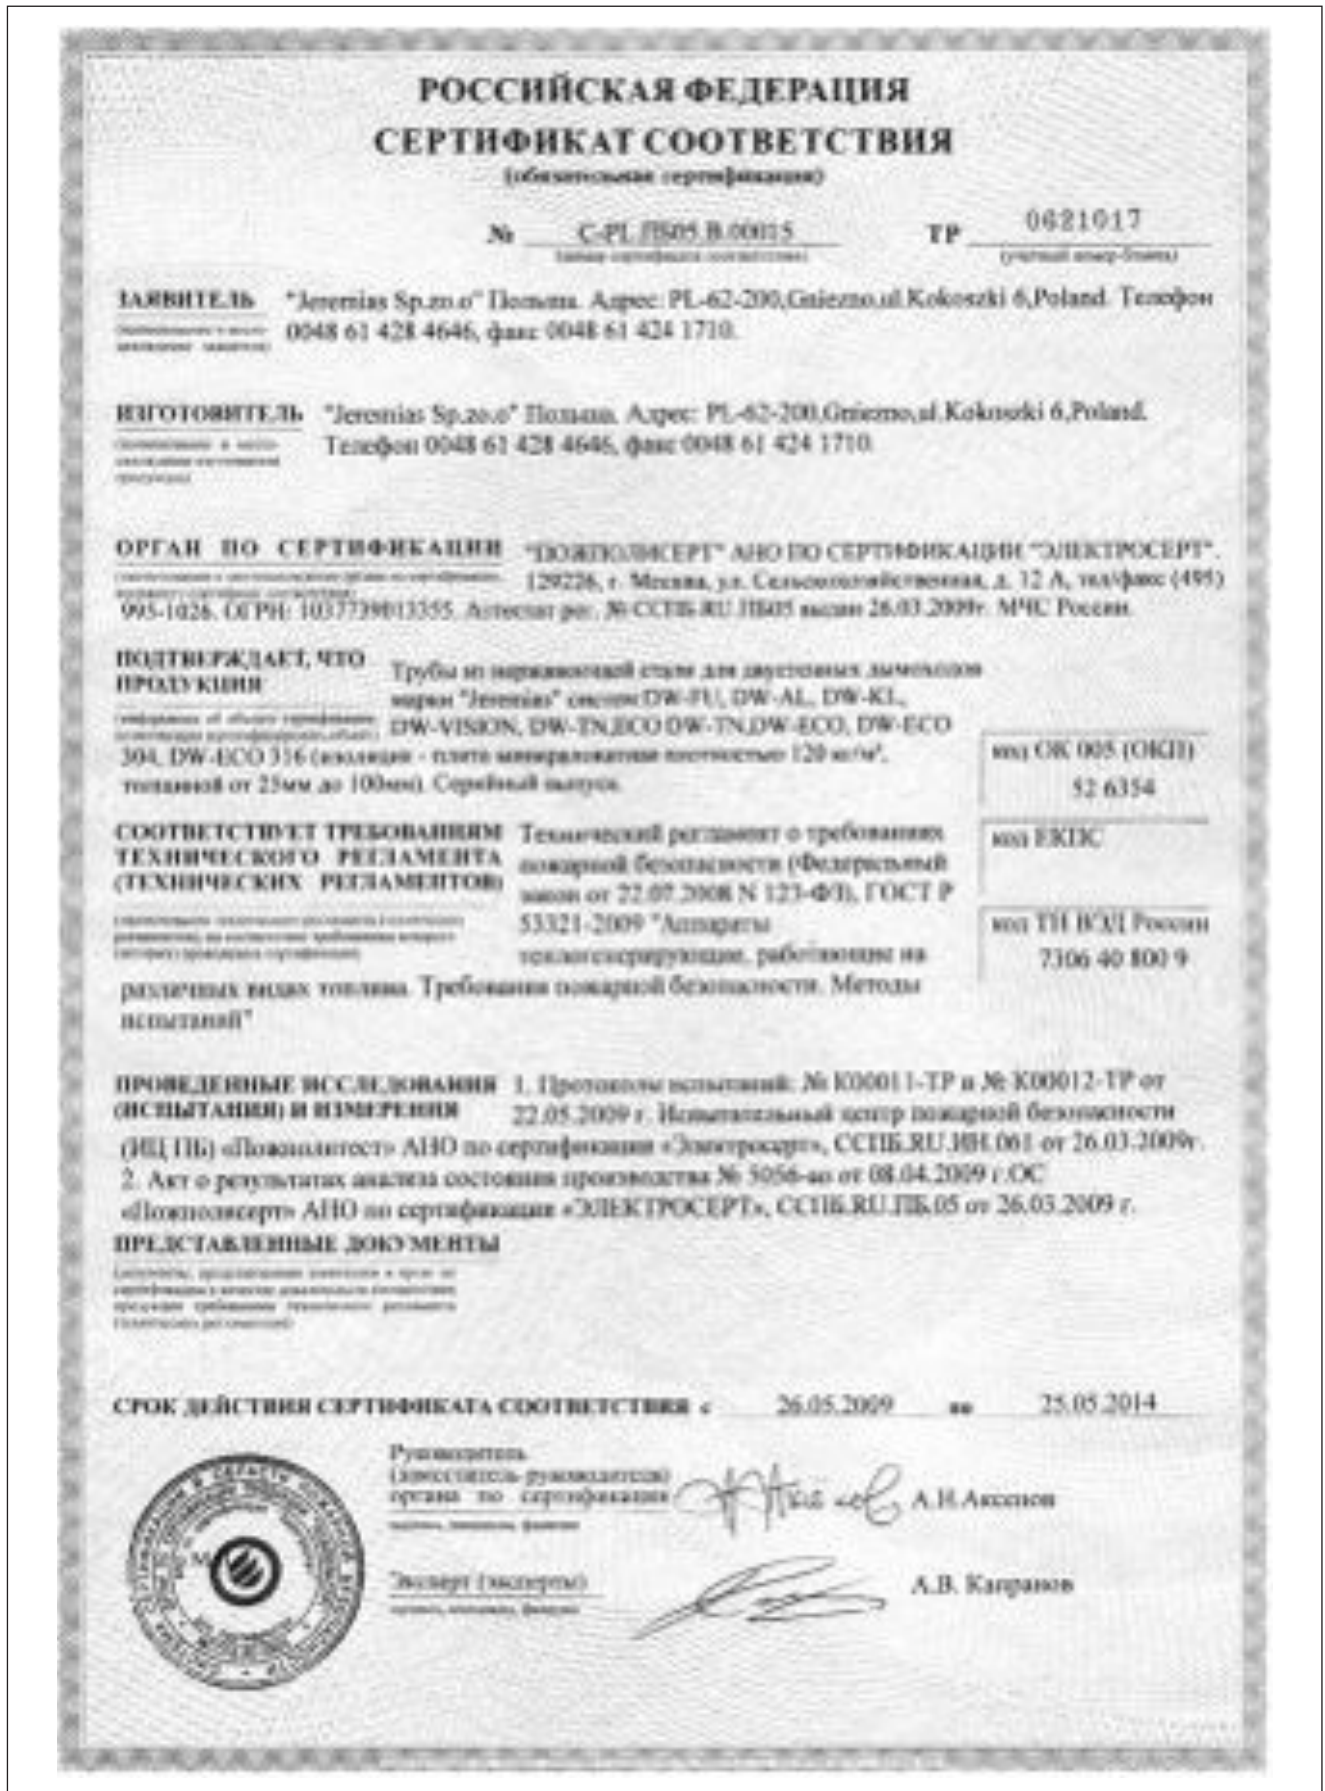 РОССИЙСКАЯ ФЕДЕРАЦИЯ
СЕРТИФИКАТ СООТВЕТСТВИЯ
(обязательная сертификация)
№ C-PL.ПБ05.В.00015 ТР 0621017
(номер сертификата соответствия) (учетный номер бланка)
ЗАЯВИТЕЛЬ "Jeremias Sp.zo.o" Польша. Адрес: PL-62-200,Gniezno,ul.Kokoszki 6,Poland. Телефон
0048 61 428 4646, факс 0048 61 424 1710.
ИЗГОТОВИТЕЛЬ "Jeremias Sp.zo.o" Польша. Адрес: PL-62-200,Gniezno,ul.Kokoszki 6,Poland.
Телефон 0048 61 428 4646, факс 0048 61 424 1710.
ОРГАН ПО СЕРТИФИКАЦИИ "ПОЖПОЛИСЕРТ" АНО ПО СЕРТИФИКАЦИИ "ЭЛЕКТРОСЕРТ".
129226, г. Москва, ул. Сельскохозяйственная, д. 12 А, тел/факс (495)
995-1026. ОГРН: 1037739013355. Аттестат рег. № ССПБ.RU.ПБ05 выдан 26.03.2009г. МЧС России.
ПОДТВЕРЖДАЕТ, ЧТО
ПРОДУКЦИЯ
Трубы из нержавеющей стали для двустенных дымоходов
марки "Jeremias" систем:DW-FU, DW-AL, DW-KL,
DW-VISION, DW-TN,ECO DW-TN,DW-ECO, DW-ECO
304, DW-ECO 316 (изоляция - плита минераловатная плотностью 120 кг/м³,
толщиной от 25мм до 100мм). Серийный выпуск.
код ОК 005 (ОКП)
52 6354
СООТВЕТСТВУЕТ ТРЕБОВАНИЯМ
ТЕХНИЧЕСКОГО РЕГЛАМЕНТА
(ТЕХНИЧЕСКИХ РЕГЛАМЕНТОВ)
Технический регламент о требованиях
пожарной безопасности (Федеральный
закон от 22.07.2008 N 123-ФЗ), ГОСТ Р
53321-2009 "Аппараты
теплогенерирующие, работающие на
различных видах топлива. Требования пожарной безопасности. Методы
испытаний"
код ЕКПС
код ТН ВЭД России
7306 40 800 9
ПРОВЕДЕННЫЕ ИССЛЕДОВАНИЯ
(ИСПЫТАНИЯ) И ИЗМЕРЕНИЯ
1. Протоколы испытаний: № К00011-ТР и № К00012-ТР от
22.05.2009 г. Испытательный центр пожарной безопасности
(ИЦ ПБ) «Пожполитест» АНО по сертификации «Электросерт», ССПБ.RU.ИН.061 от 26.03.2009г.
2. Акт о результатах анализа состояния производства № 5056-ао от 08.04.2009 г.ОС
«Пожполисерт» АНО по сертификации «ЭЛЕКТРОСЕРТ», ССПБ.RU.ПБ.05 от 26.03.2009 г.
ПРЕДСТАВЛЕННЫЕ ДОКУМЕНТЫ
СРОК ДЕЙСТВИЯ СЕРТИФИКАТА СООТВЕТСТВИЯ с 26.05.2009 по 25.05.2014
Руководитель
(заместитель руководителя)
органа по сертификации
А.Н.Аксенов
Эксперт (эксперты)
А.В. Капранов